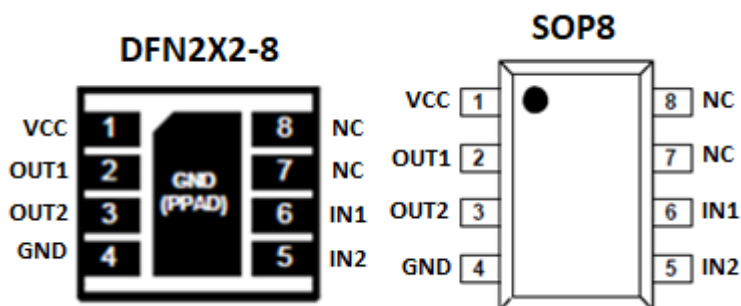 DFN2X2-8
VCC 1 8 NC
OUT1 2 7 NC
OUT2 3 6 IN1
GND 4 5 IN2
GND
(PPAD)
SOP8
VCC 1 8 NC
OUT1 2 7 NC
OUT2 3 6 IN1
GND 4 5 IN2